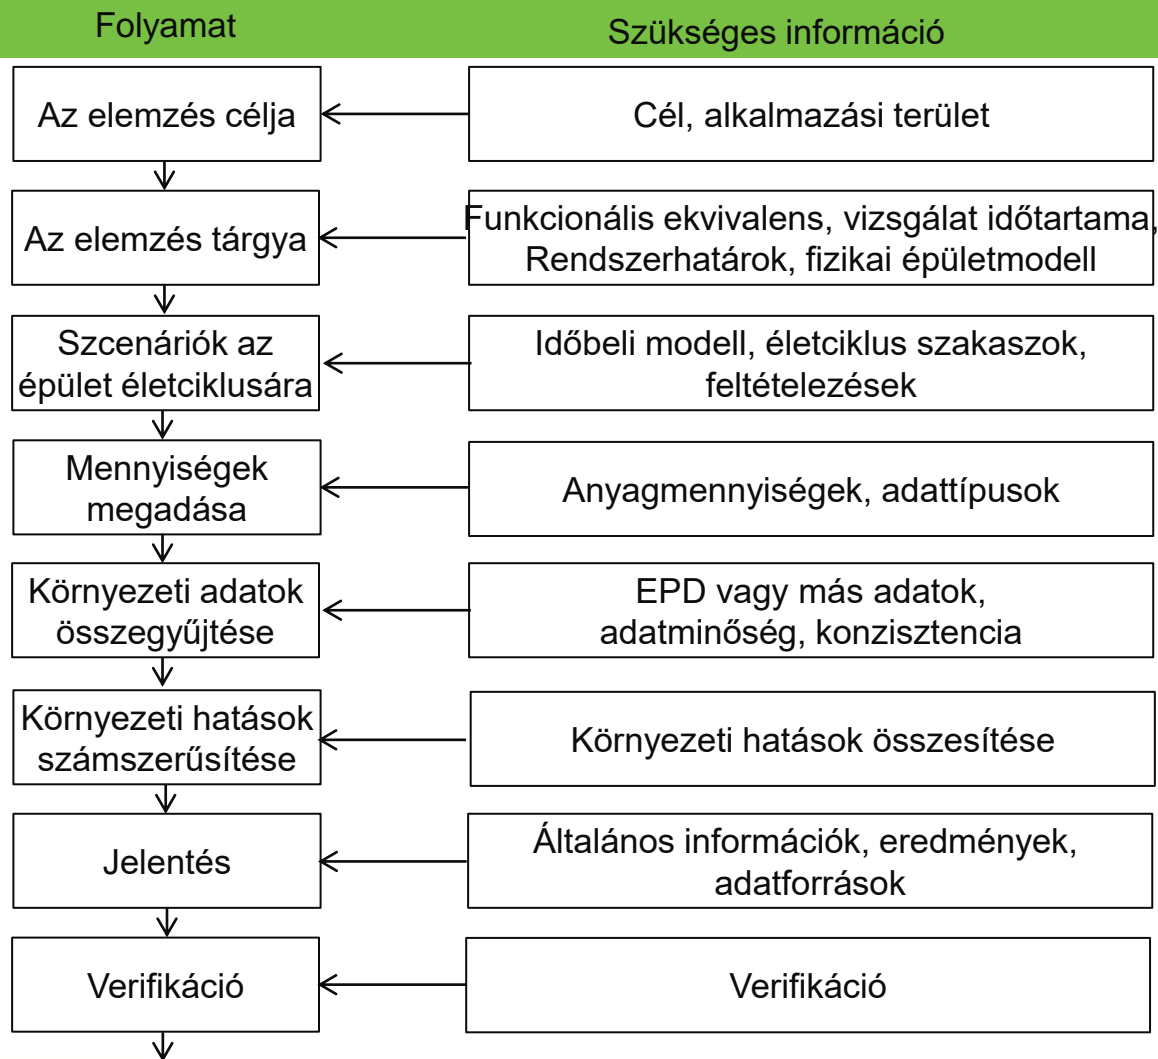 Folyamat
Szükséges információ
Az elemzés célja
Cél, alkalmazási terület
Az elemzés tárgya
Funkcionális ekvivalens, vizsgálat időtartama,
Rendszerhatárok, fizikai épületmodell
Szcenáriók az
épület életciklusára
Időbeli modell, életciklus szakaszok,
feltételezések
Mennyiségek
megadása
Anyagmennyiségek, adattípusok
Környezeti adatok
összegyűjtése
EPD vagy más adatok,
adatminőség, konzisztencia
Környezeti hatások
számszerűsítése
Környezeti hatások összesítése
Jelentés
Általános információk, eredmények,
adatforrások
Verifikáció
Verifikáció